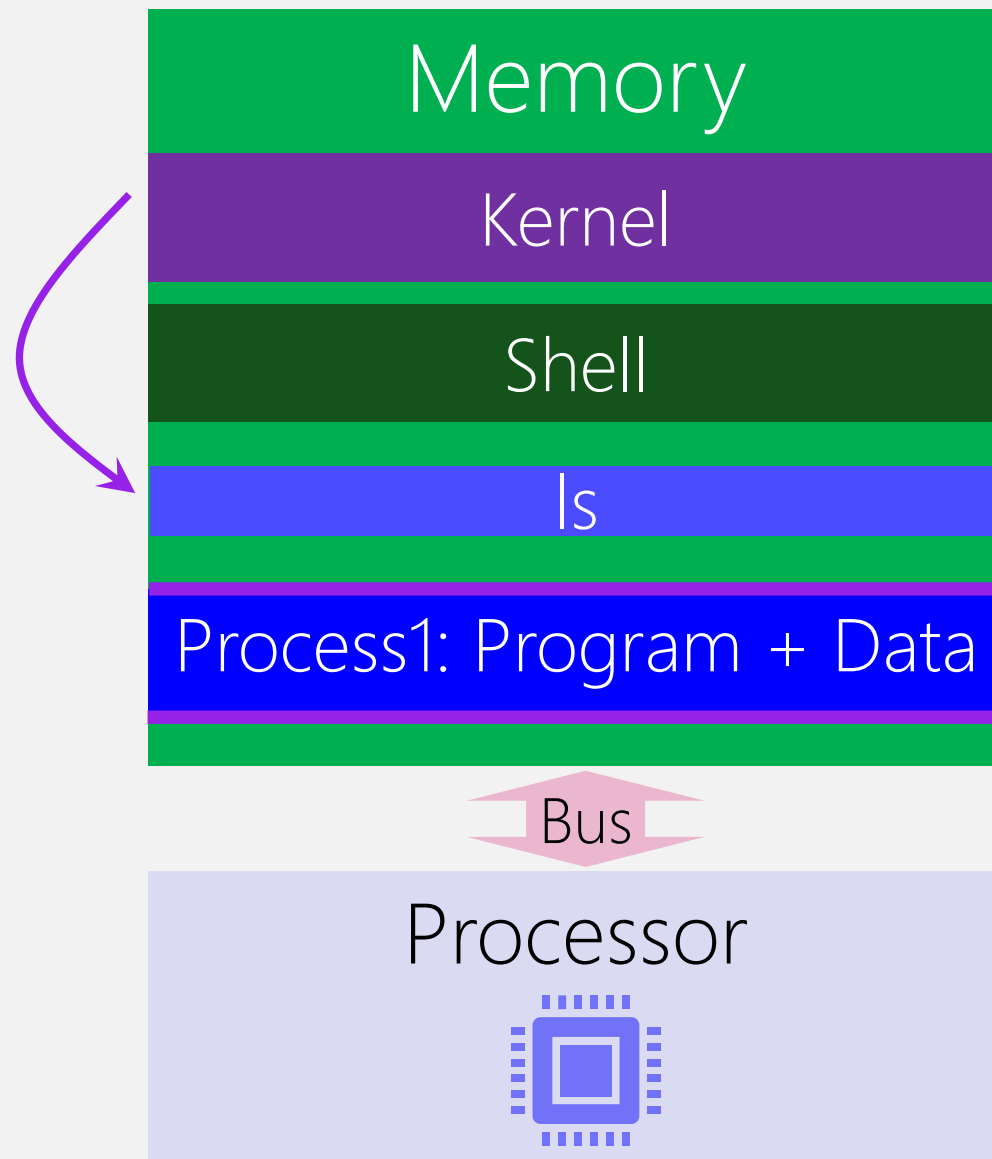 Memory
Kernel
Shell
ls
Process1: Program + Data
Bus
Processor